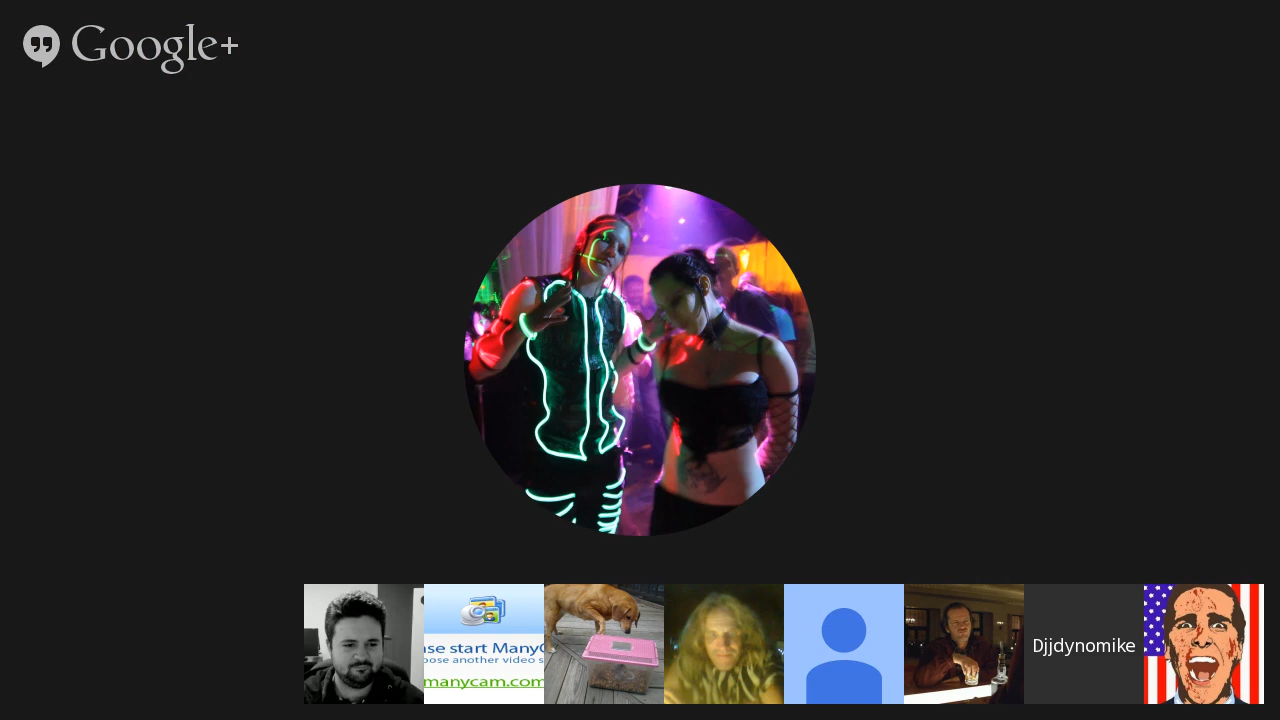 Google+
ase start ManyC
oose another video s
manycam.com
Djjdynomike